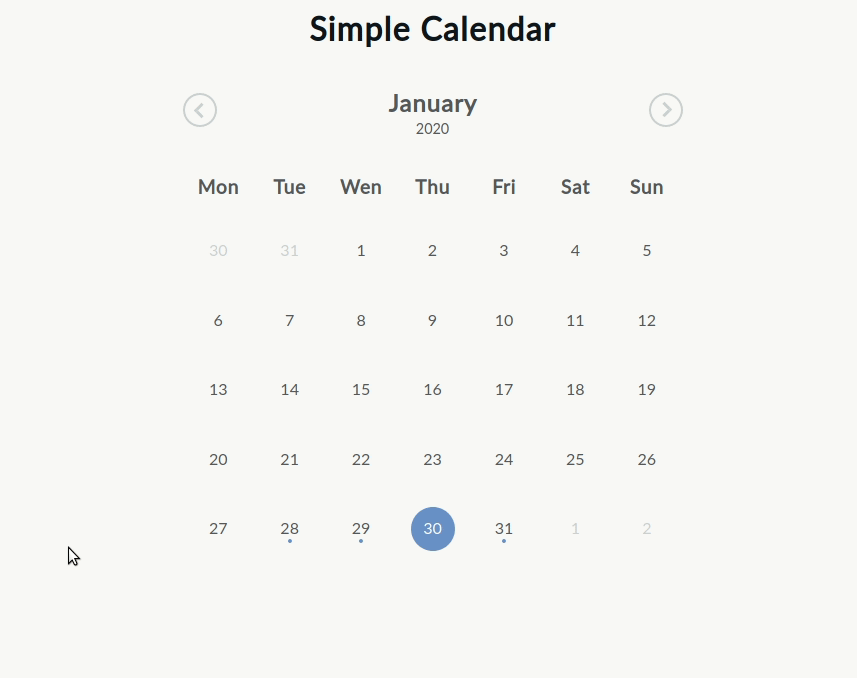 Simple Calendar
January
2020
Mon Tue Wen Thu Fri Sat Sun
30 31 1 2 3 4 5
6 7 8 9 10 11 12
13 14 15 16 17 18 19
20 21 22 23 24 25 26
27 28 29 30 31 1 2